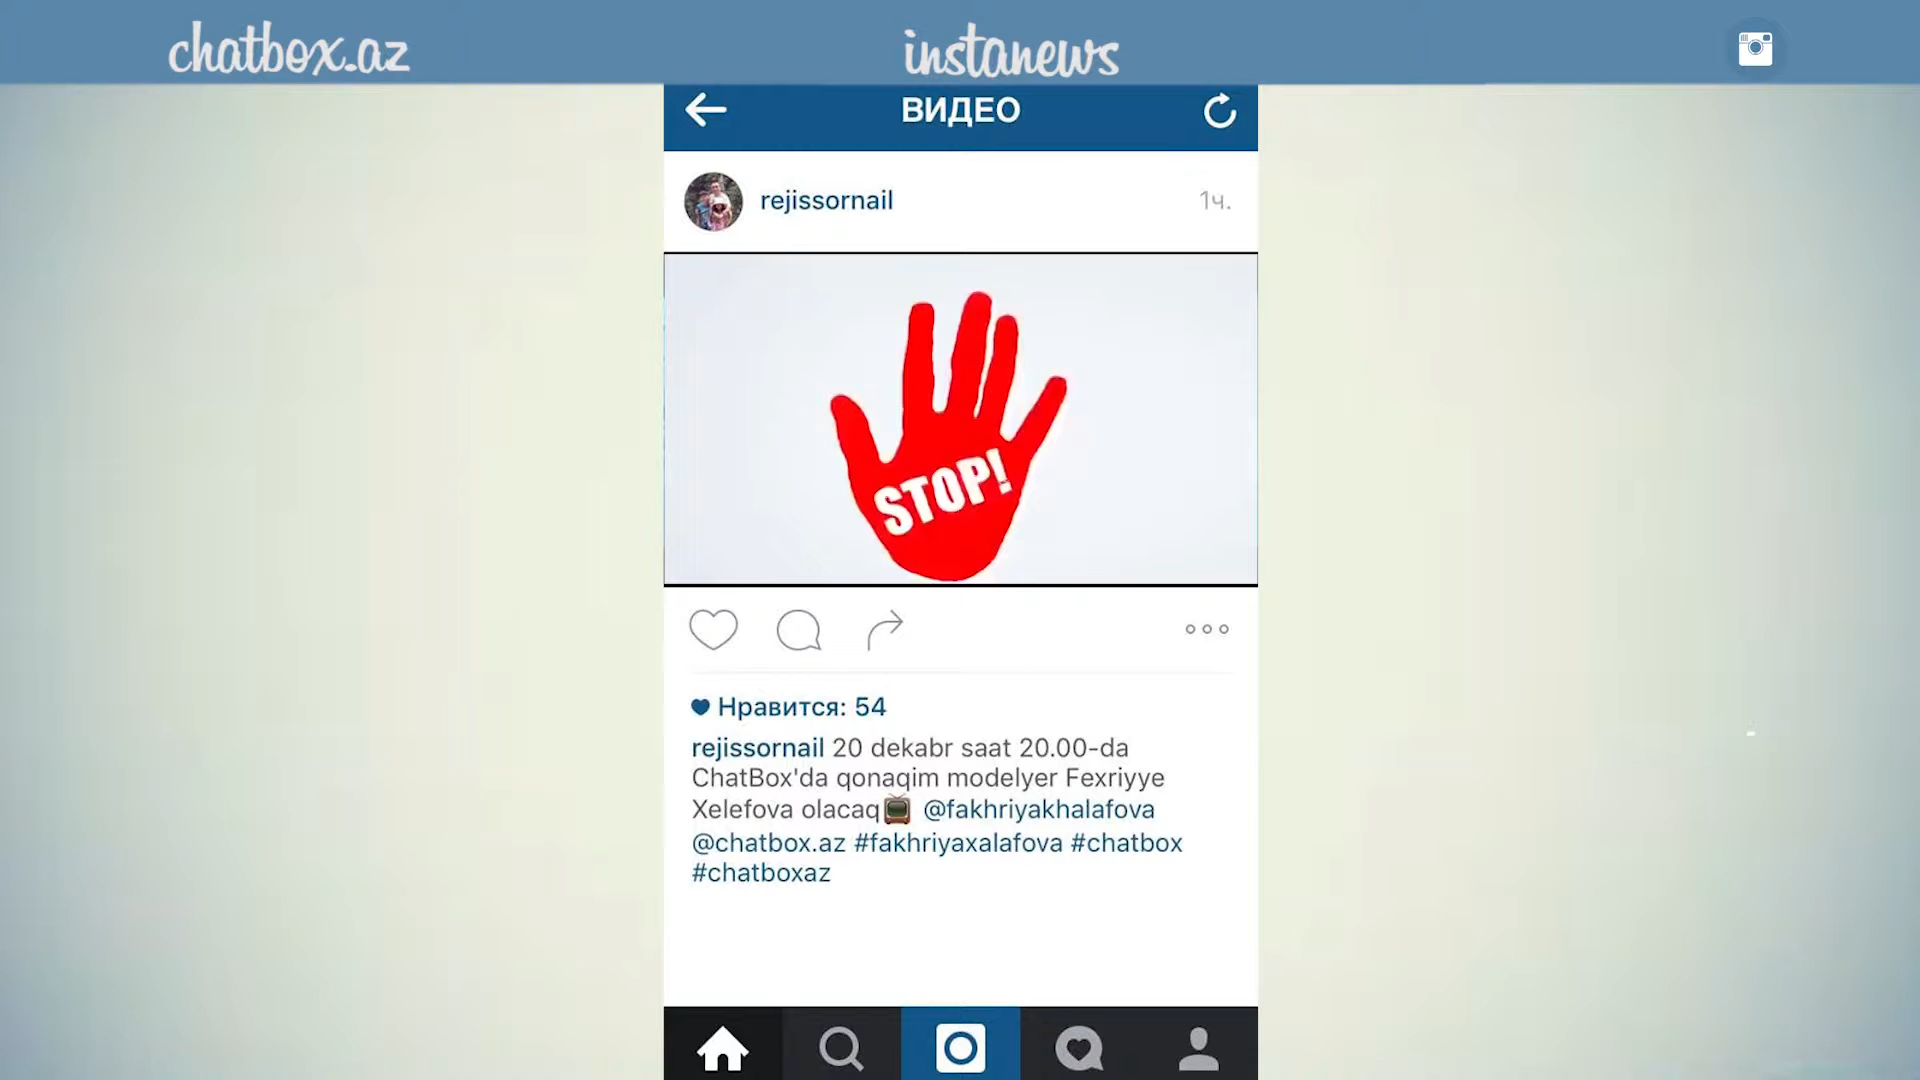 chatbox.az
instanews
ВИДЕО
rejissornail
1ч.
STOP!
Нравится: 54
rejissornail 20 dekabr saat 20.00-da
ChatBox'da qonaqim modelyer Fexriyye
Xelefova olacaq📺 @fakhriyakhalafova
@chatbox.az #fakhriyaxalafova #chatbox
#chatboxaz